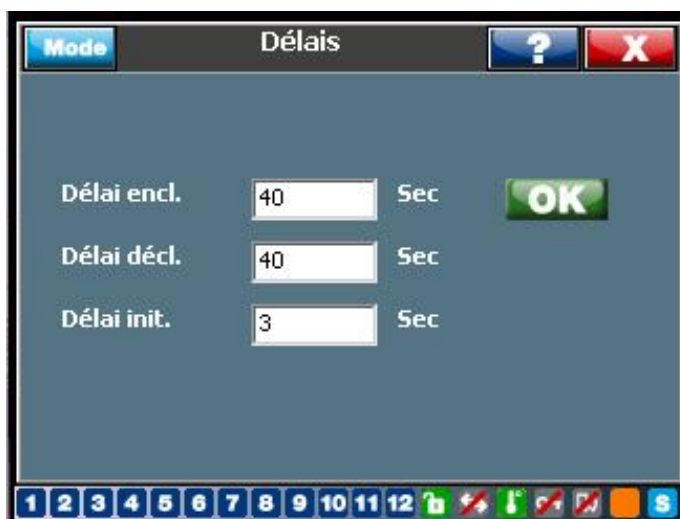 Mode Délais ? X
Délai encl. 40 Sec OK
Délai décl. 40 Sec
Délai init. 3 Sec
1 2 3 4 5 6 7 8 9 10 11 12 S